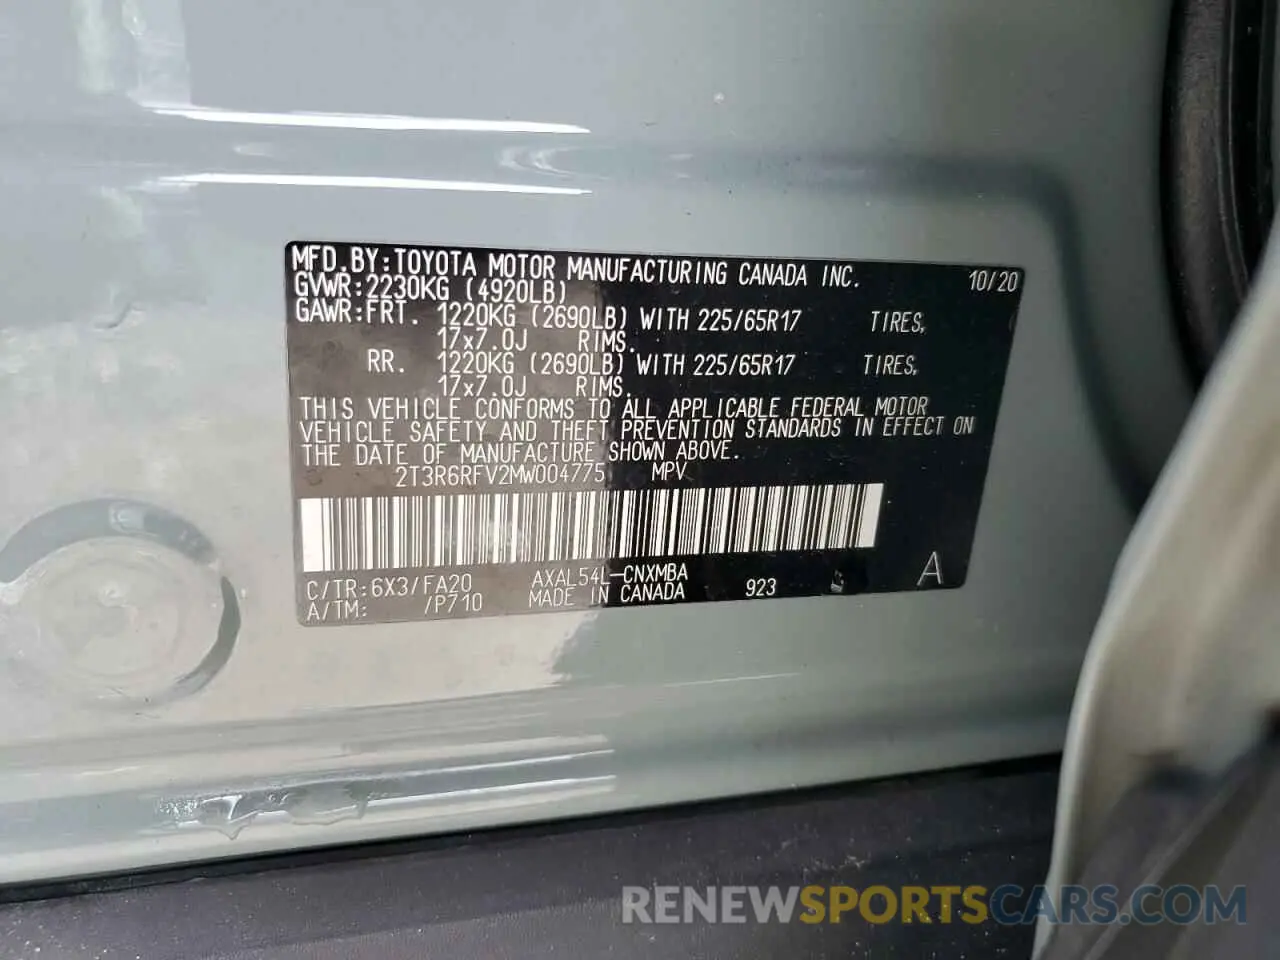 MFD.BY:TOYOTA MOTOR MANUFACTURING CANADA INC. 10/20
GVWR:2230KG (4920LB)
GAWR:FRT. 1220KG (2690LB) WITH 225/65R17 TIRES,
17x7.0J RIMS.
RR. 1220KG (2690LB) WITH 225/65R17 TIRES,
17x7.0J RIMS.
THIS VEHICLE CONFORMS TO ALL APPLICABLE FEDERAL MOTOR
VEHICLE SAFETY AND THEFT PREVENTION STANDARDS IN EFFECT ON
THE DATE OF MANUFACTURE SHOWN ABOVE.
2T3R6RFV2MW004775 MPV
C/TR:6X3/FA20 AXAL54L-CNXMBA
A/TM: /P710 MADE IN CANADA 923 A
RENEWSPORTSCARS.COM